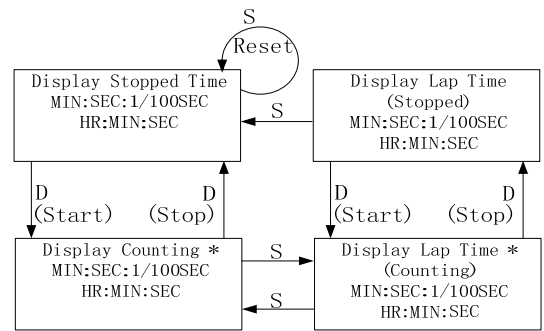 S
Reset
Display Stopped Time
MIN:SEC:1/100SEC
HR:MIN:SEC
S
Display Lap Time
(Stopped)
MIN:SEC:1/100SEC
HR:MIN:SEC
D
(Start)
D
(Stop)
D
(Start)
D
(Stop)
Display Counting *
MIN:SEC:1/100SEC
HR:MIN:SEC
S
S
Display Lap Time *
(Counting)
MIN:SEC:1/100SEC
HR:MIN:SEC